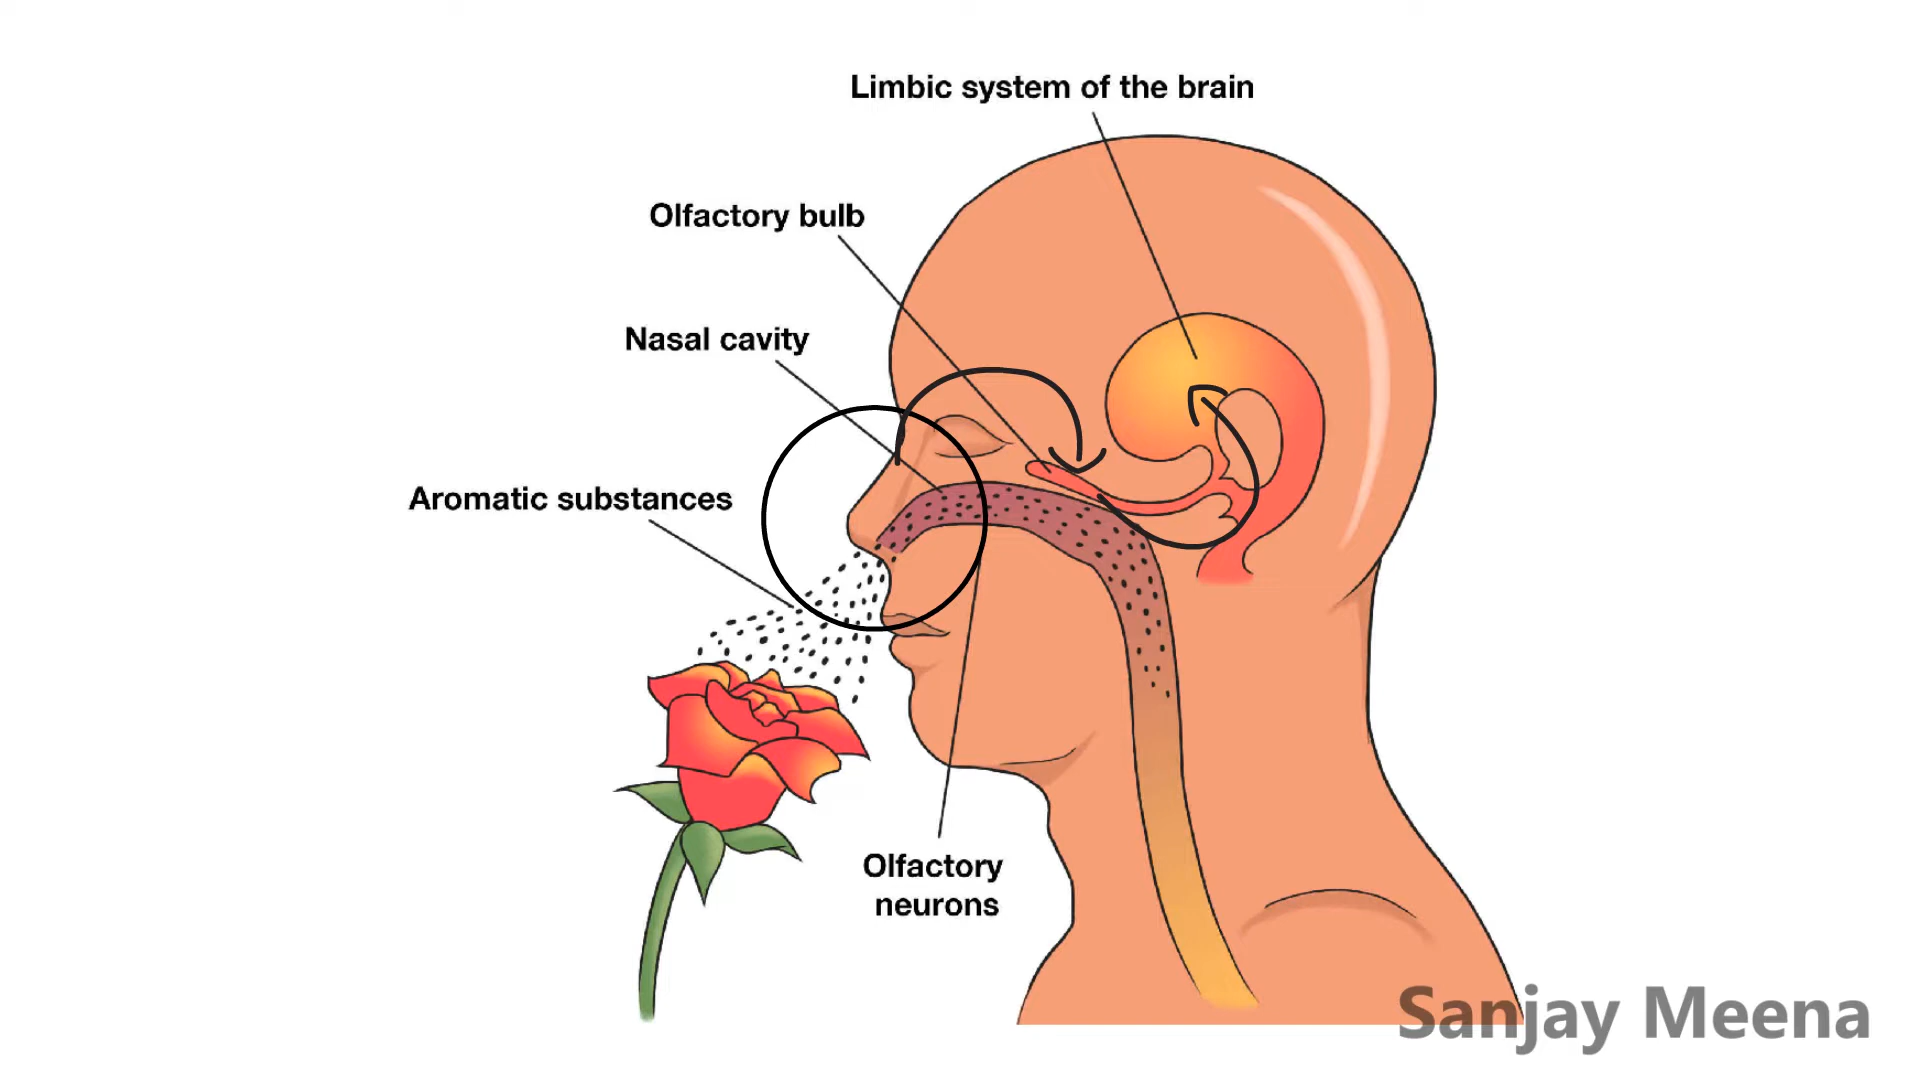 Limbic system of the brain
Olfactory bulb
Nasal cavity
Aromatic substances
Olfactory
neurons
Sanjay Meena